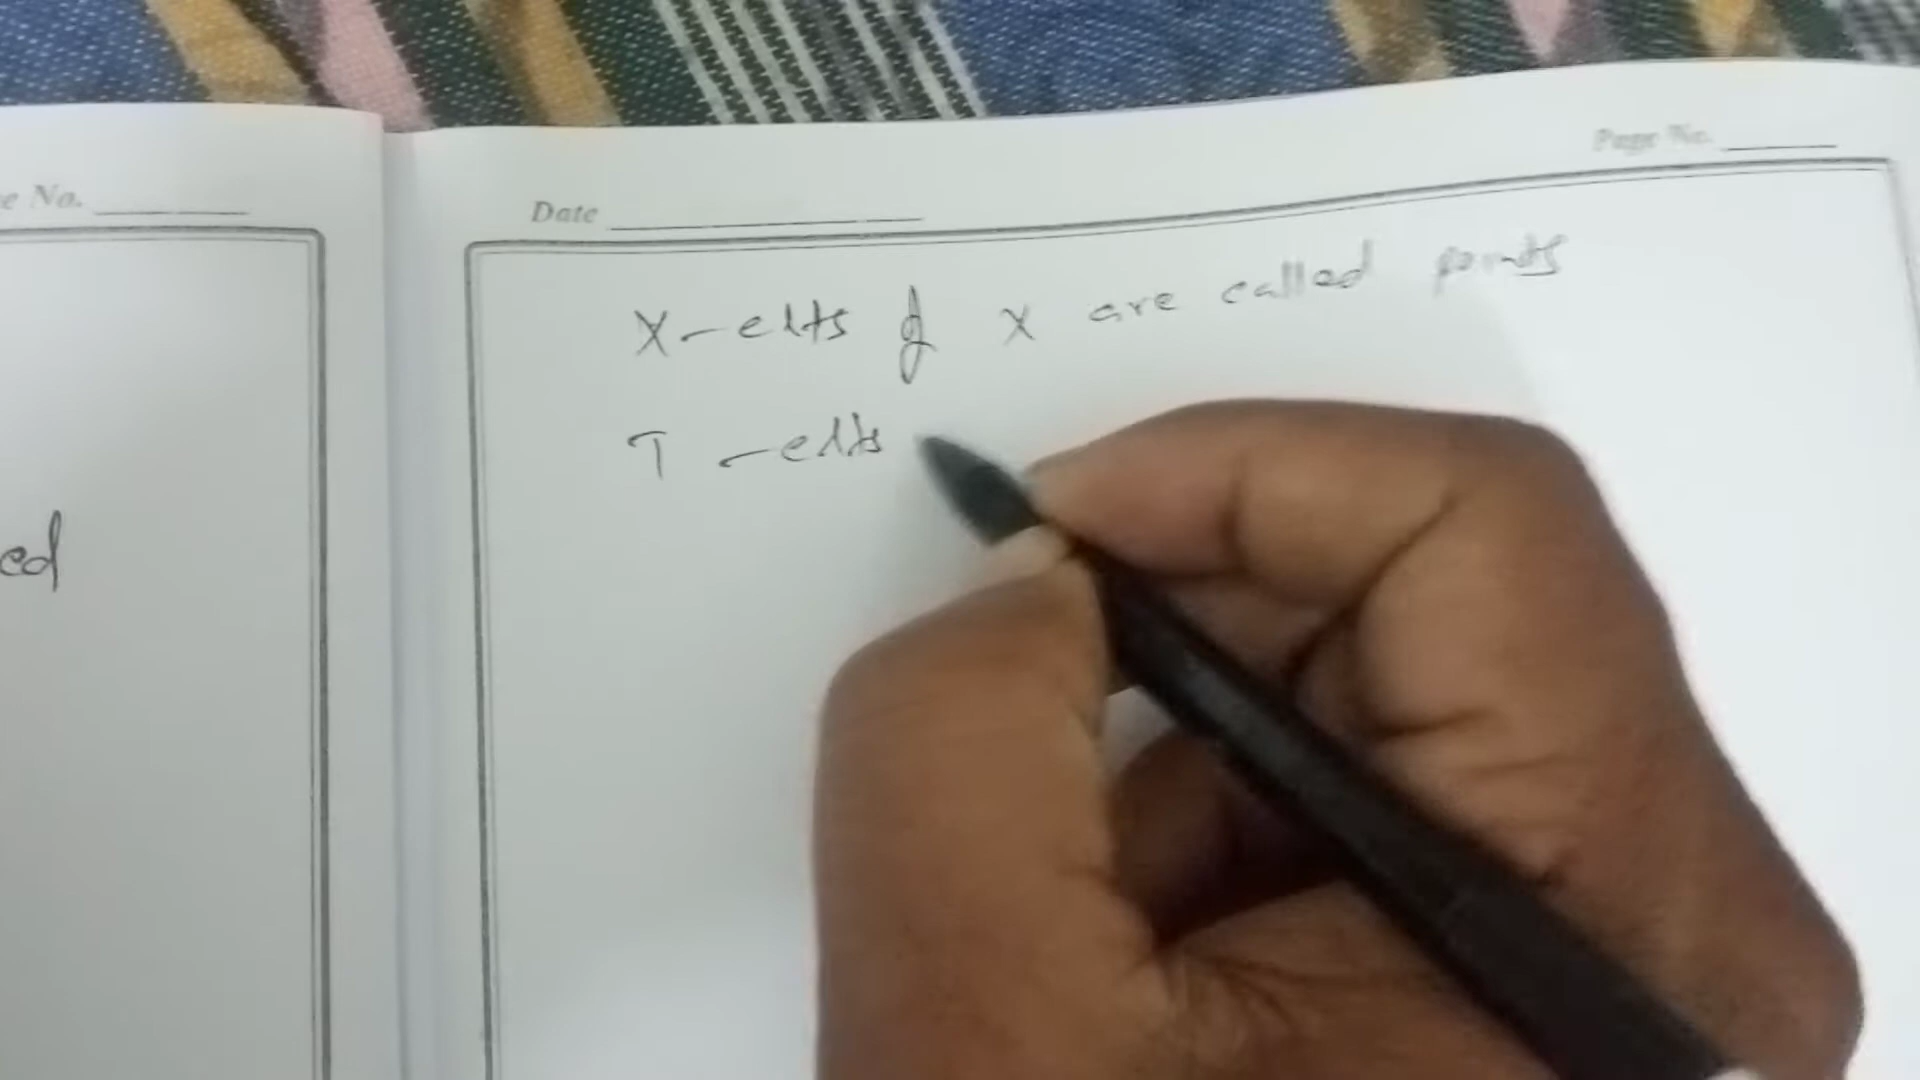 e No.
Page No.
Date
X-elts of X are called points
T - elts
ed